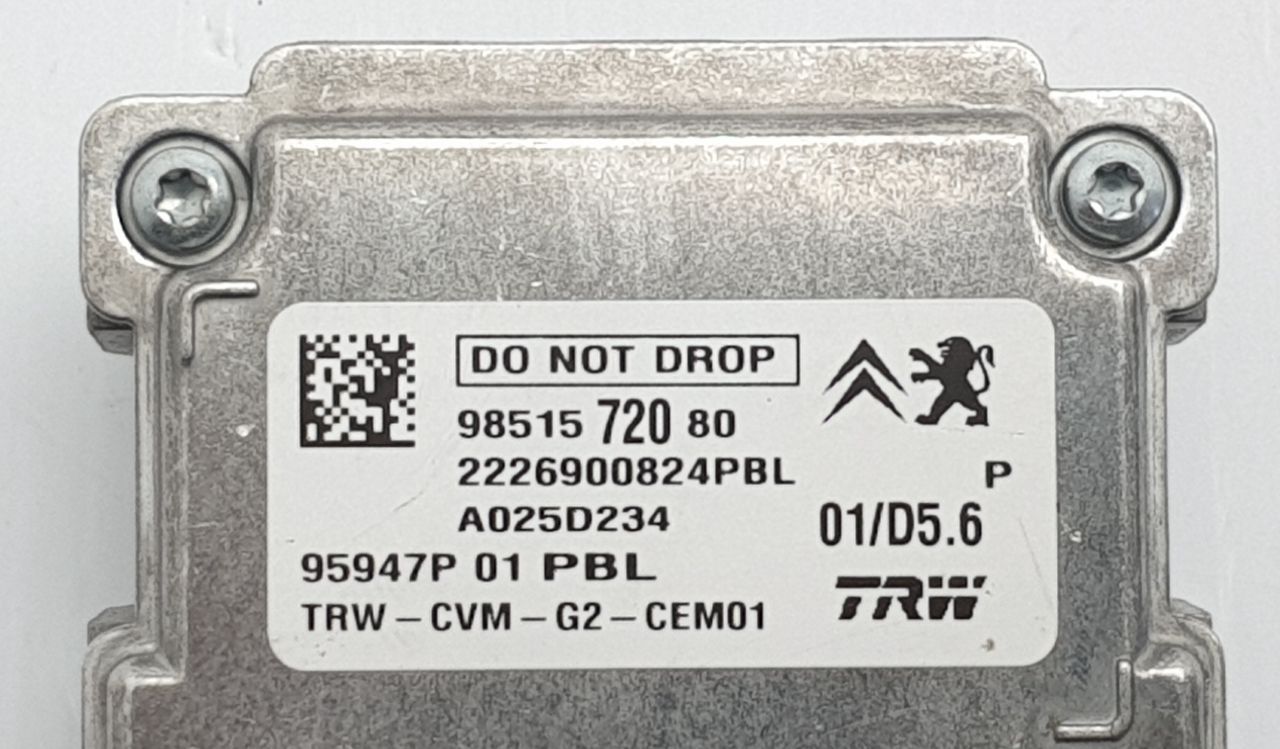 DO NOT DROP
98515 720 80
2226900824PBL P
A025D234 01/D5.6
95947P 01 PBL
TRW-CVM-G2-CEM01 TRW